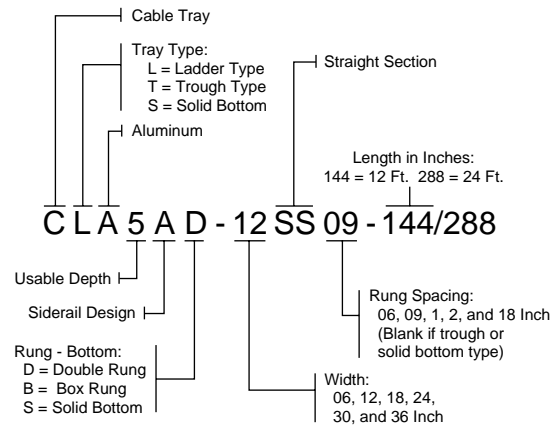 Cable Tray
Tray Type:
L = Ladder Type
T = Trough Type
S = Solid Bottom
Straight Section
Aluminum
Length in Inches:
144 = 12 Ft. 288 = 24 Ft.
C L A 5 A D - 12 SS 09 - 144/288
Usable Depth
Siderail Design
Rung - Bottom:
D = Double Rung
B = Box Rung
S = Solid Bottom
Rung Spacing:
06, 09, 1, 2, and 18 Inch
(Blank if trough or
solid bottom type)
Width:
06, 12, 18, 24,
30, and 36 Inch